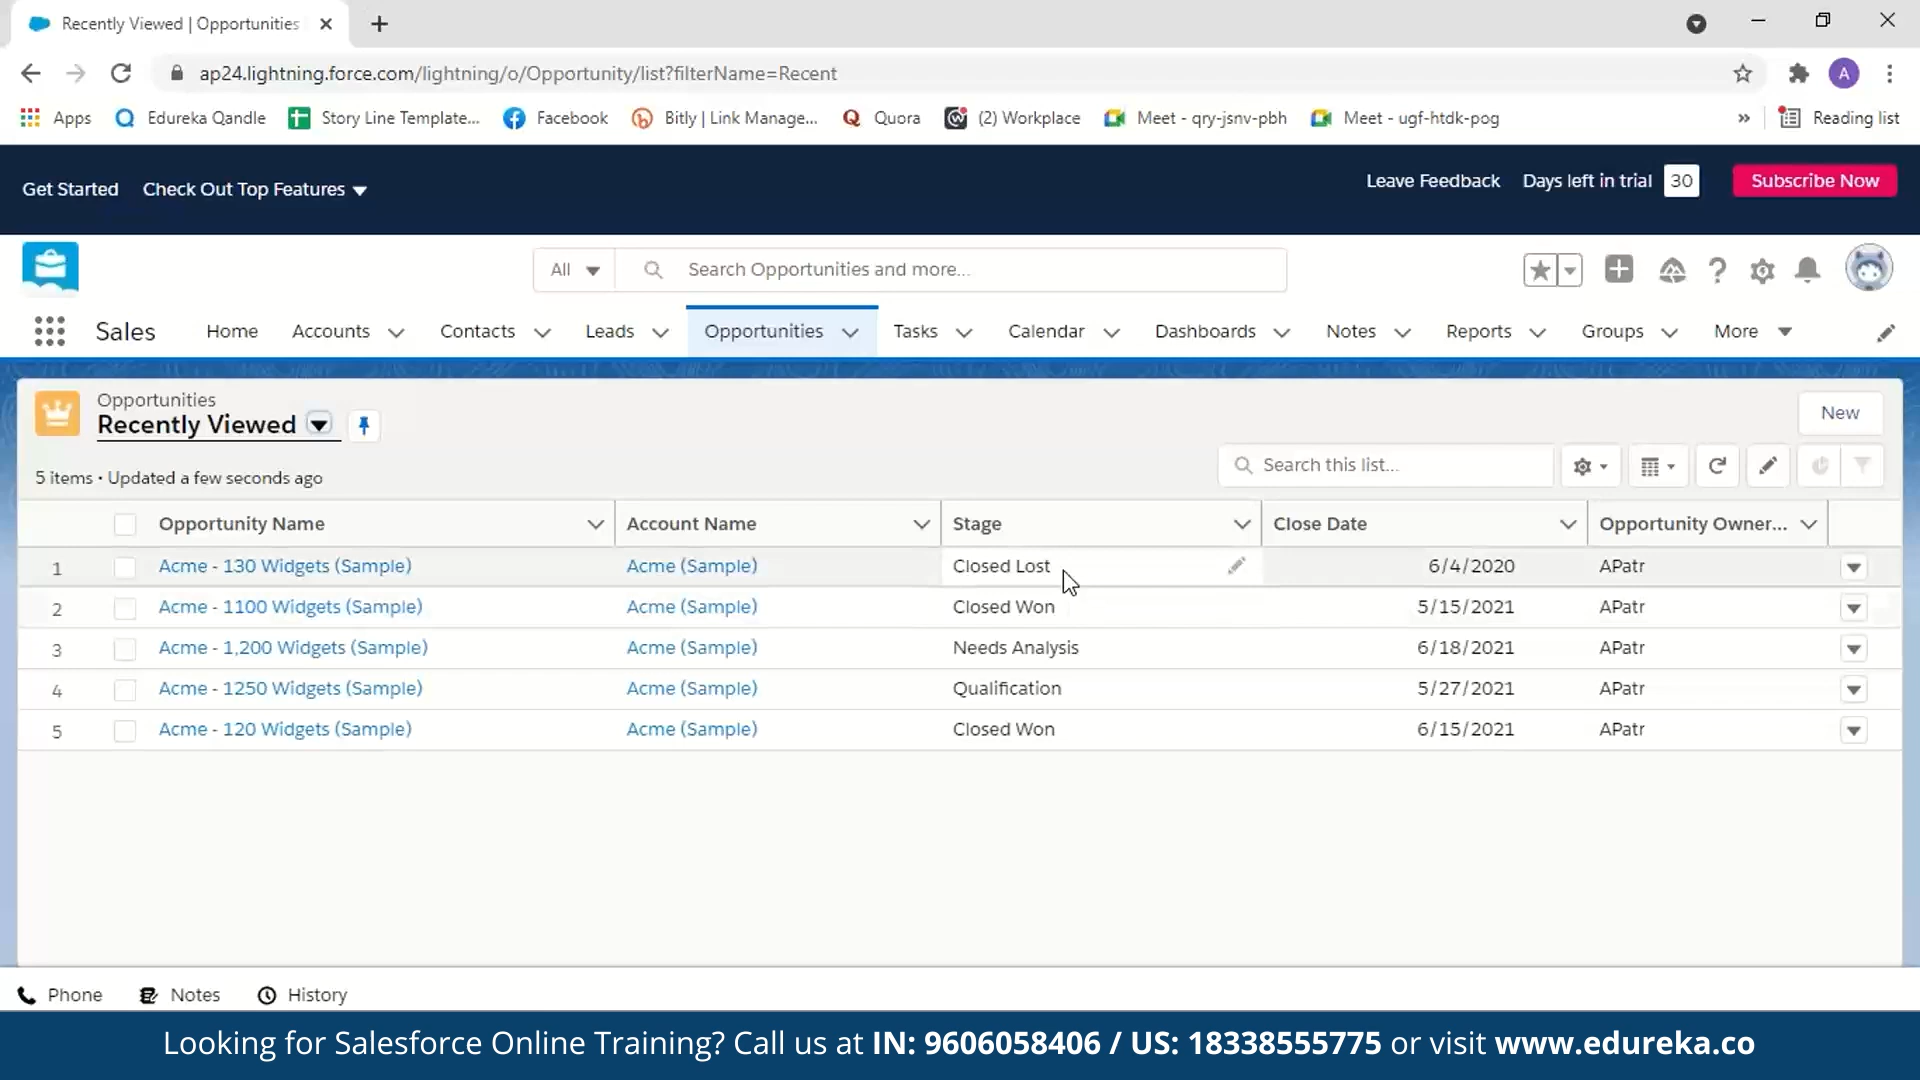 Recently Viewed | Opportunities
ap24.lightning.force.com/lightning/o/Opportunity/list?filterName=Recent
A
Apps Edureka Qandle Story Line Template... Facebook Bitly | Link Manage... Quora (2) Workplace Meet - qry-jsnv-pbh Meet - ugf-htdk-pog » Reading list
Get Started Check Out Top Features Leave Feedback Days left in trial 30 Subscribe Now
All Search Opportunities and more...
Sales Home Accounts Contacts Leads Opportunities Tasks Calendar Dashboards Notes Reports Groups More
Opportunities
Recently Viewed
New
5 items • Updated a few seconds ago
Search this list...
Opportunity Name Account Name Stage Close Date Opportunity Owner...
1 Acme - 130 Widgets (Sample) Acme (Sample) Closed Lost 6/4/2020 APatr
2 Acme - 1100 Widgets (Sample) Acme (Sample) Closed Won 5/15/2021 APatr
3 Acme - 1,200 Widgets (Sample) Acme (Sample) Needs Analysis 6/18/2021 APatr
4 Acme - 1250 Widgets (Sample) Acme (Sample) Qualification 5/27/2021 APatr
5 Acme - 120 Widgets (Sample) Acme (Sample) Closed Won 6/15/2021 APatr
Phone Notes History
Looking for Salesforce Online Training? Call us at IN: 9606058406 / US: 18338555775 or visit www.edureka.co